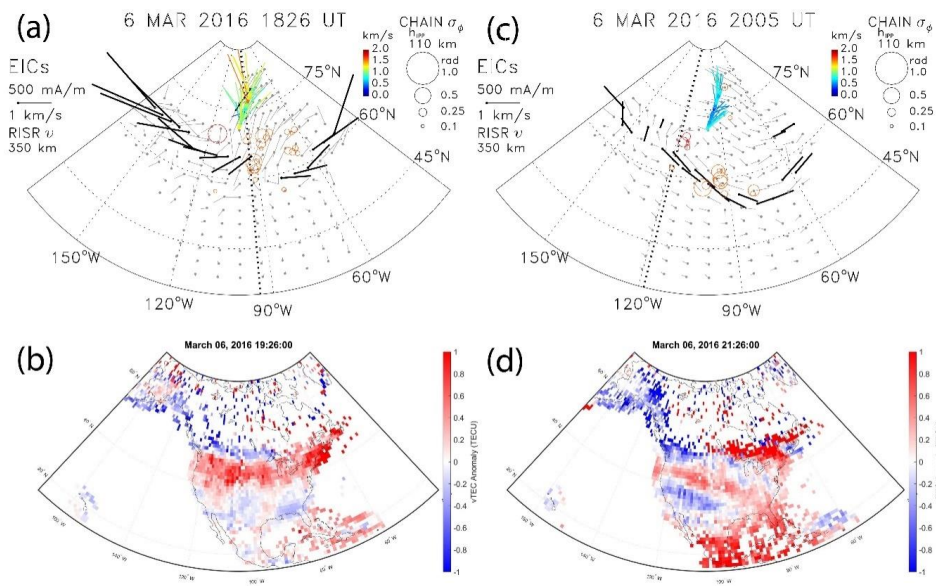 (a)
6 MAR 2016 1826 UT
EICs
500 mA/m
1 km/s
RISR v
350 km
km/s
2.0
1.5
1.0
0.5
0.0
CHAIN σϕ
hIPP
110 km
rad
1.0
0.5
0.25
0.1
75°N
60°N
45°N
150°W
120°W
90°W
60°W
(c)
6 MAR 2016 2005 UT
EICs
500 mA/m
1 km/s
RISR v
350 km
km/s
2.0
1.5
1.0
0.5
0.0
CHAIN σϕ
hIPP
110 km
rad
1.0
0.5
0.25
0.1
75°N
60°N
45°N
150°W
120°W
90°W
60°W
(b)
March 06, 2016 19:26:00
1
0.8
0.6
0.4
0.2
0
-0.2
-0.4
-0.6
-0.8
-1
vTEC Anomaly (TECU)
(d)
March 06, 2016 21:26:00
1
0.8
0.6
0.4
0.2
0
-0.2
-0.4
-0.6
-0.8
-1